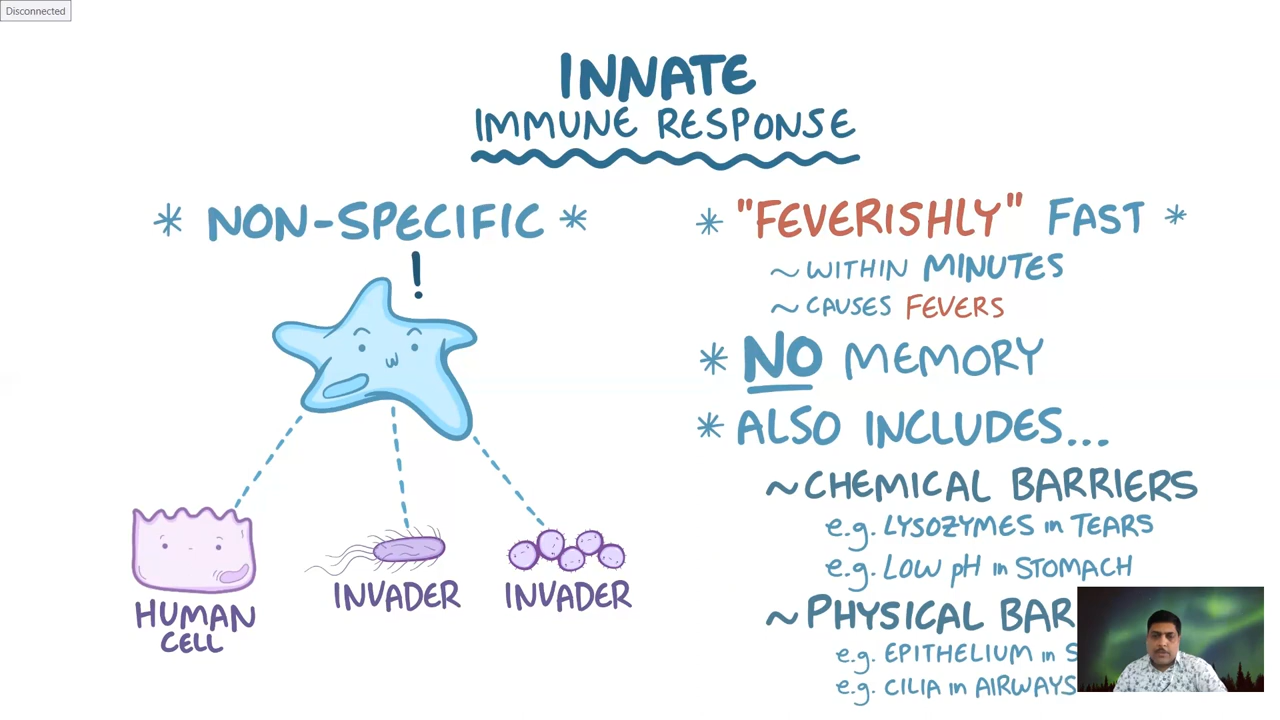 Disconnected
INNATE
IMMUNE RESPONSE
* NON-SPECIFIC *
!
HUMAN
CELL
INVADER
INVADER
* "FEVERISHLY" FAST *
~ WITHIN MINUTES
~ CAUSES FEVERS
* NO MEMORY
* ALSO INCLUDES...
~ CHEMICAL BARRIERS
e.g. LYSOZYMES in TEARS
e.g. LOW pH in STOMACH
~ PHYSICAL BAR
e.g. EPITHELIUM in S
e.g. CILIA in AIRWAYS